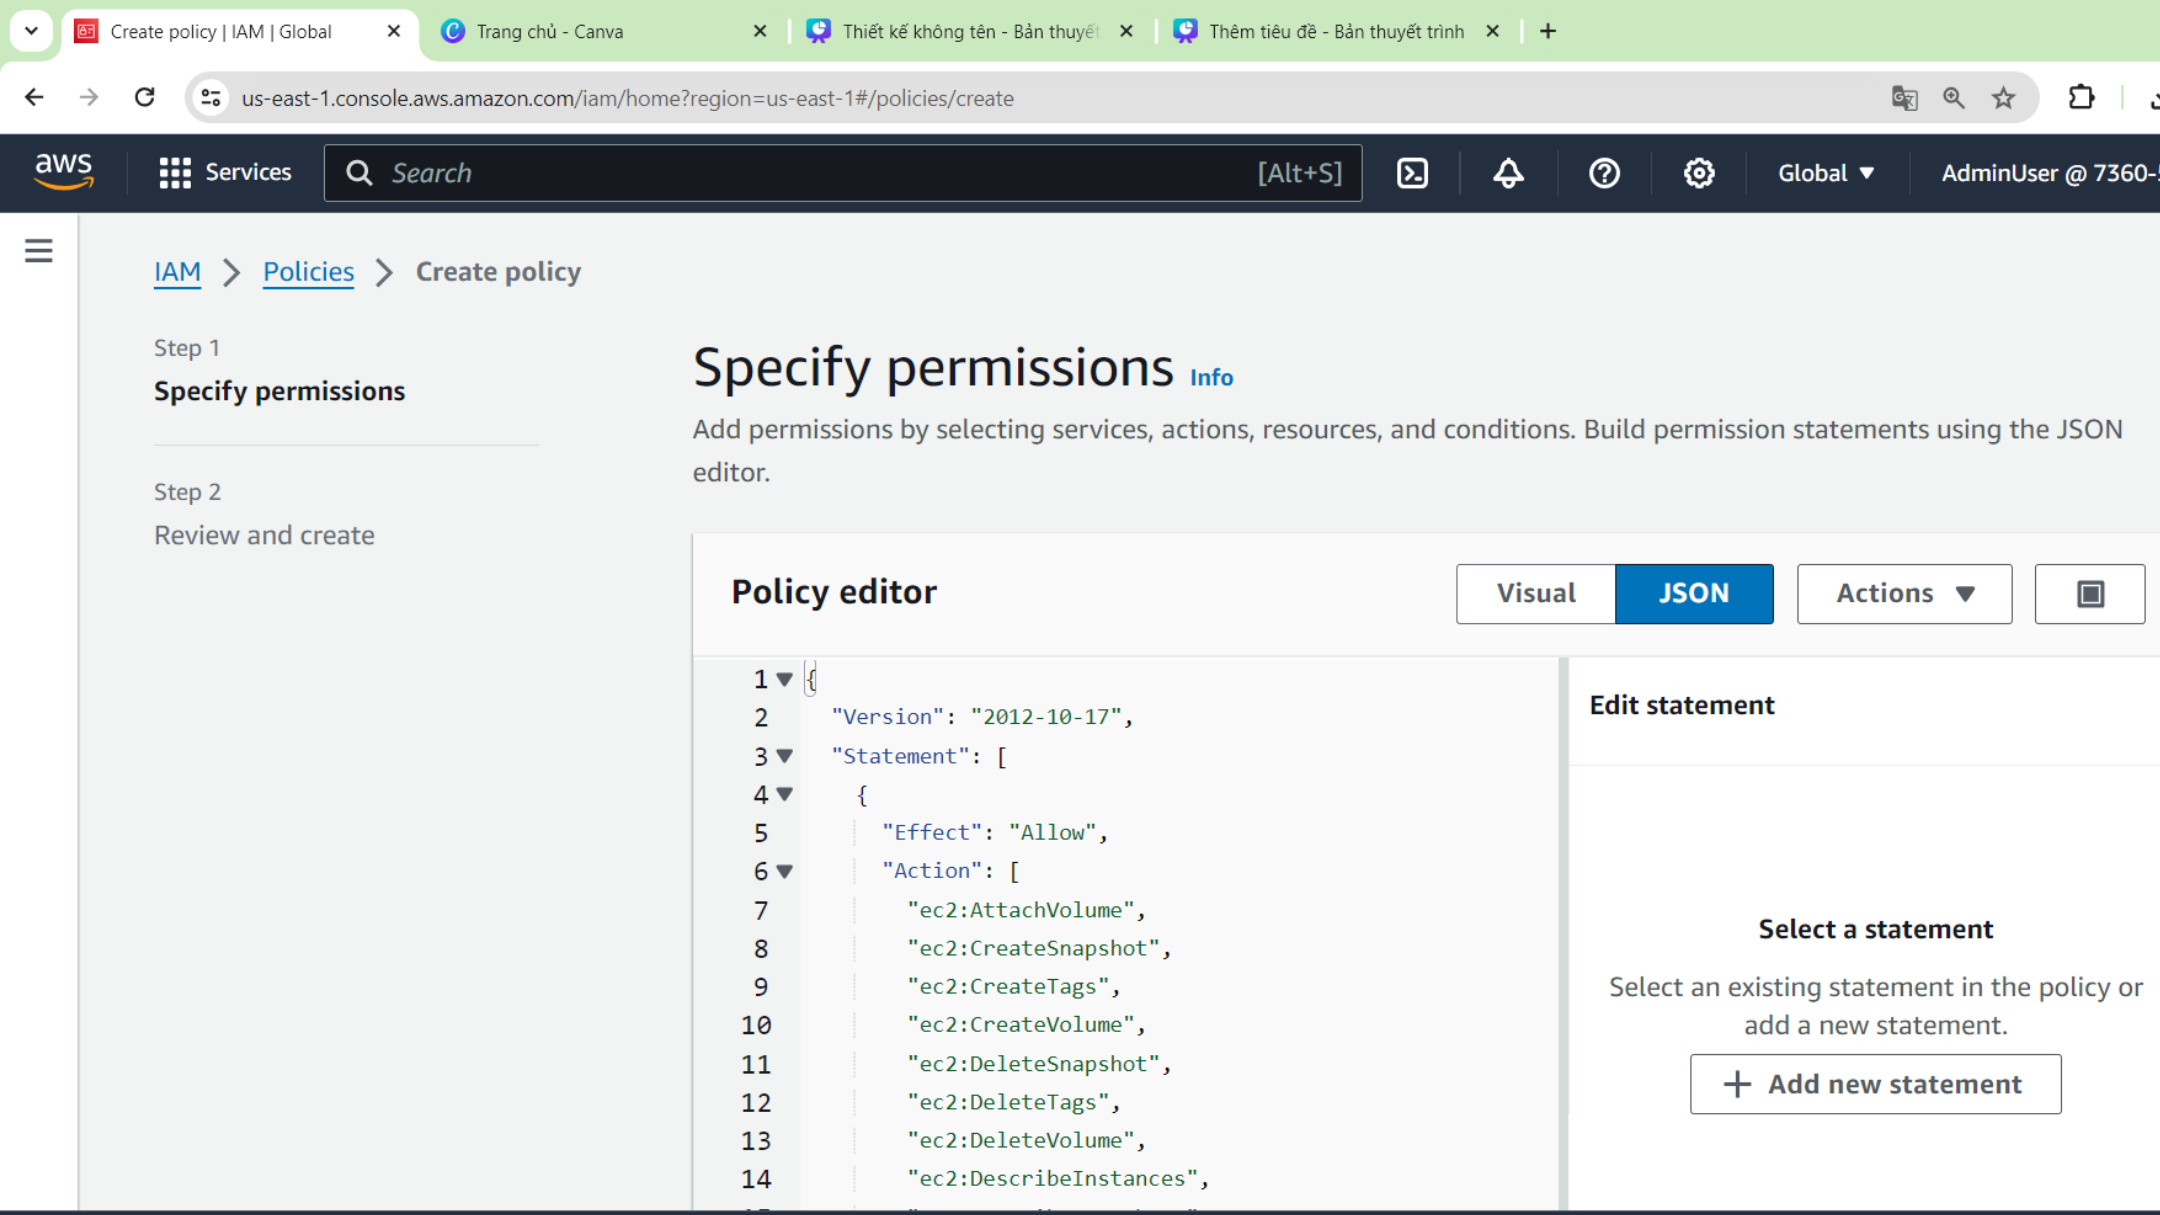 Create policy | IAM | Global
Trang chủ - Canva
Thiết kế không tên - Bản thuyết
Thêm tiêu đề - Bản thuyết trình
us-east-1.console.aws.amazon.com/iam/home?region=us-east-1#/policies/create
aws
Services
Search
[Alt+S]
Global
AdminUser @ 7360-5
IAM
Policies
Create policy
Step 1
Specify permissions
Step 2
Review and create
Specify permissions Info
Add permissions by selecting services, actions, resources, and conditions. Build permission statements using the JSON
editor.
Policy editor
Visual
JSON
Actions
1 {
2 "Version": "2012-10-17",
3 "Statement": [
4 {
5 "Effect": "Allow",
6 "Action": [
7 "ec2:AttachVolume",
8 "ec2:CreateSnapshot",
9 "ec2:CreateTags",
10 "ec2:CreateVolume",
11 "ec2:DeleteSnapshot",
12 "ec2:DeleteTags",
13 "ec2:DeleteVolume",
14 "ec2:DescribeInstances",
Edit statement
Select a statement
Select an existing statement in the policy or
add a new statement.
+ Add new statement